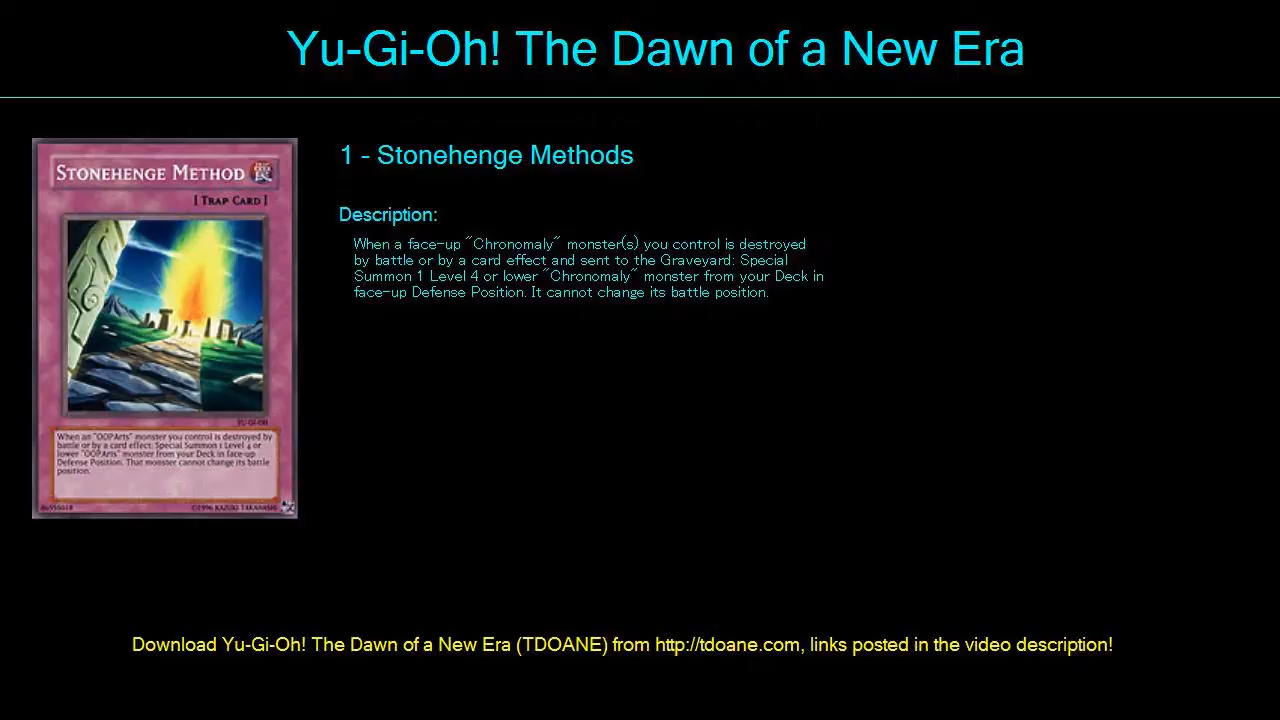 Yu-Gi-Oh! The Dawn of a New Era
STONEHENGE METHOD
[ TRAP CARD ]
YU-GI-OH
When an "OOPArts" monster you control is destroyed by
battle or by a card effect: Special Summon 1 Level 4 or
lower "OOPArts" monster from your Deck in face-up
Defense Position. That monster cannot change its battle
position.
©1996 KAZUKI TAKAHASHI
1 - Stonehenge Methods
Description:
When a face-up "Chronomaly" monster(s) you control is destroyed
by battle or by a card effect and sent to the Graveyard: Special
Summon 1 Level 4 or lower "Chronomaly" monster from your Deck in
face-up Defense Position. It cannot change its battle position.
Download Yu-Gi-Oh! The Dawn of a New Era (TDOANE) from http://tdoane.com, links posted in the video description!